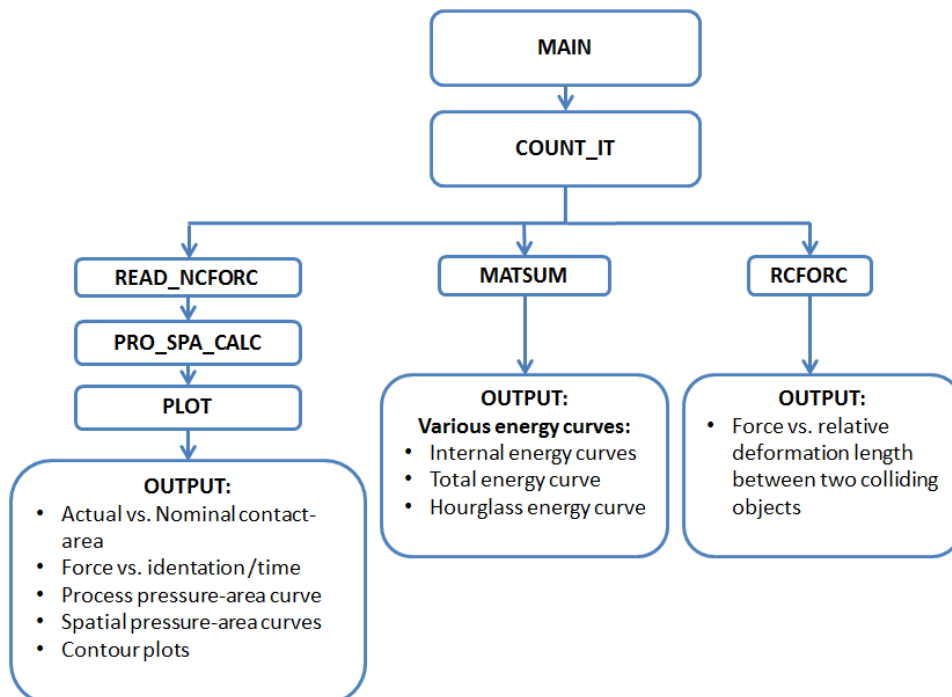 MAIN
COUNT_IT
READ_NCFORC
MATSUM
RCFORC
PRO_SPA_CALC
PLOT
OUTPUT:
• Actual vs. Nominal contact-
area
• Force vs. identation/time
• Process pressure-area curve
• Spatial pressure-area curves
• Contour plots
OUTPUT:
Various energy curves:
• Internal energy curves
• Total energy curve
• Hourglass energy curve
OUTPUT:
• Force vs. relative
deformation length
between two colliding
objects